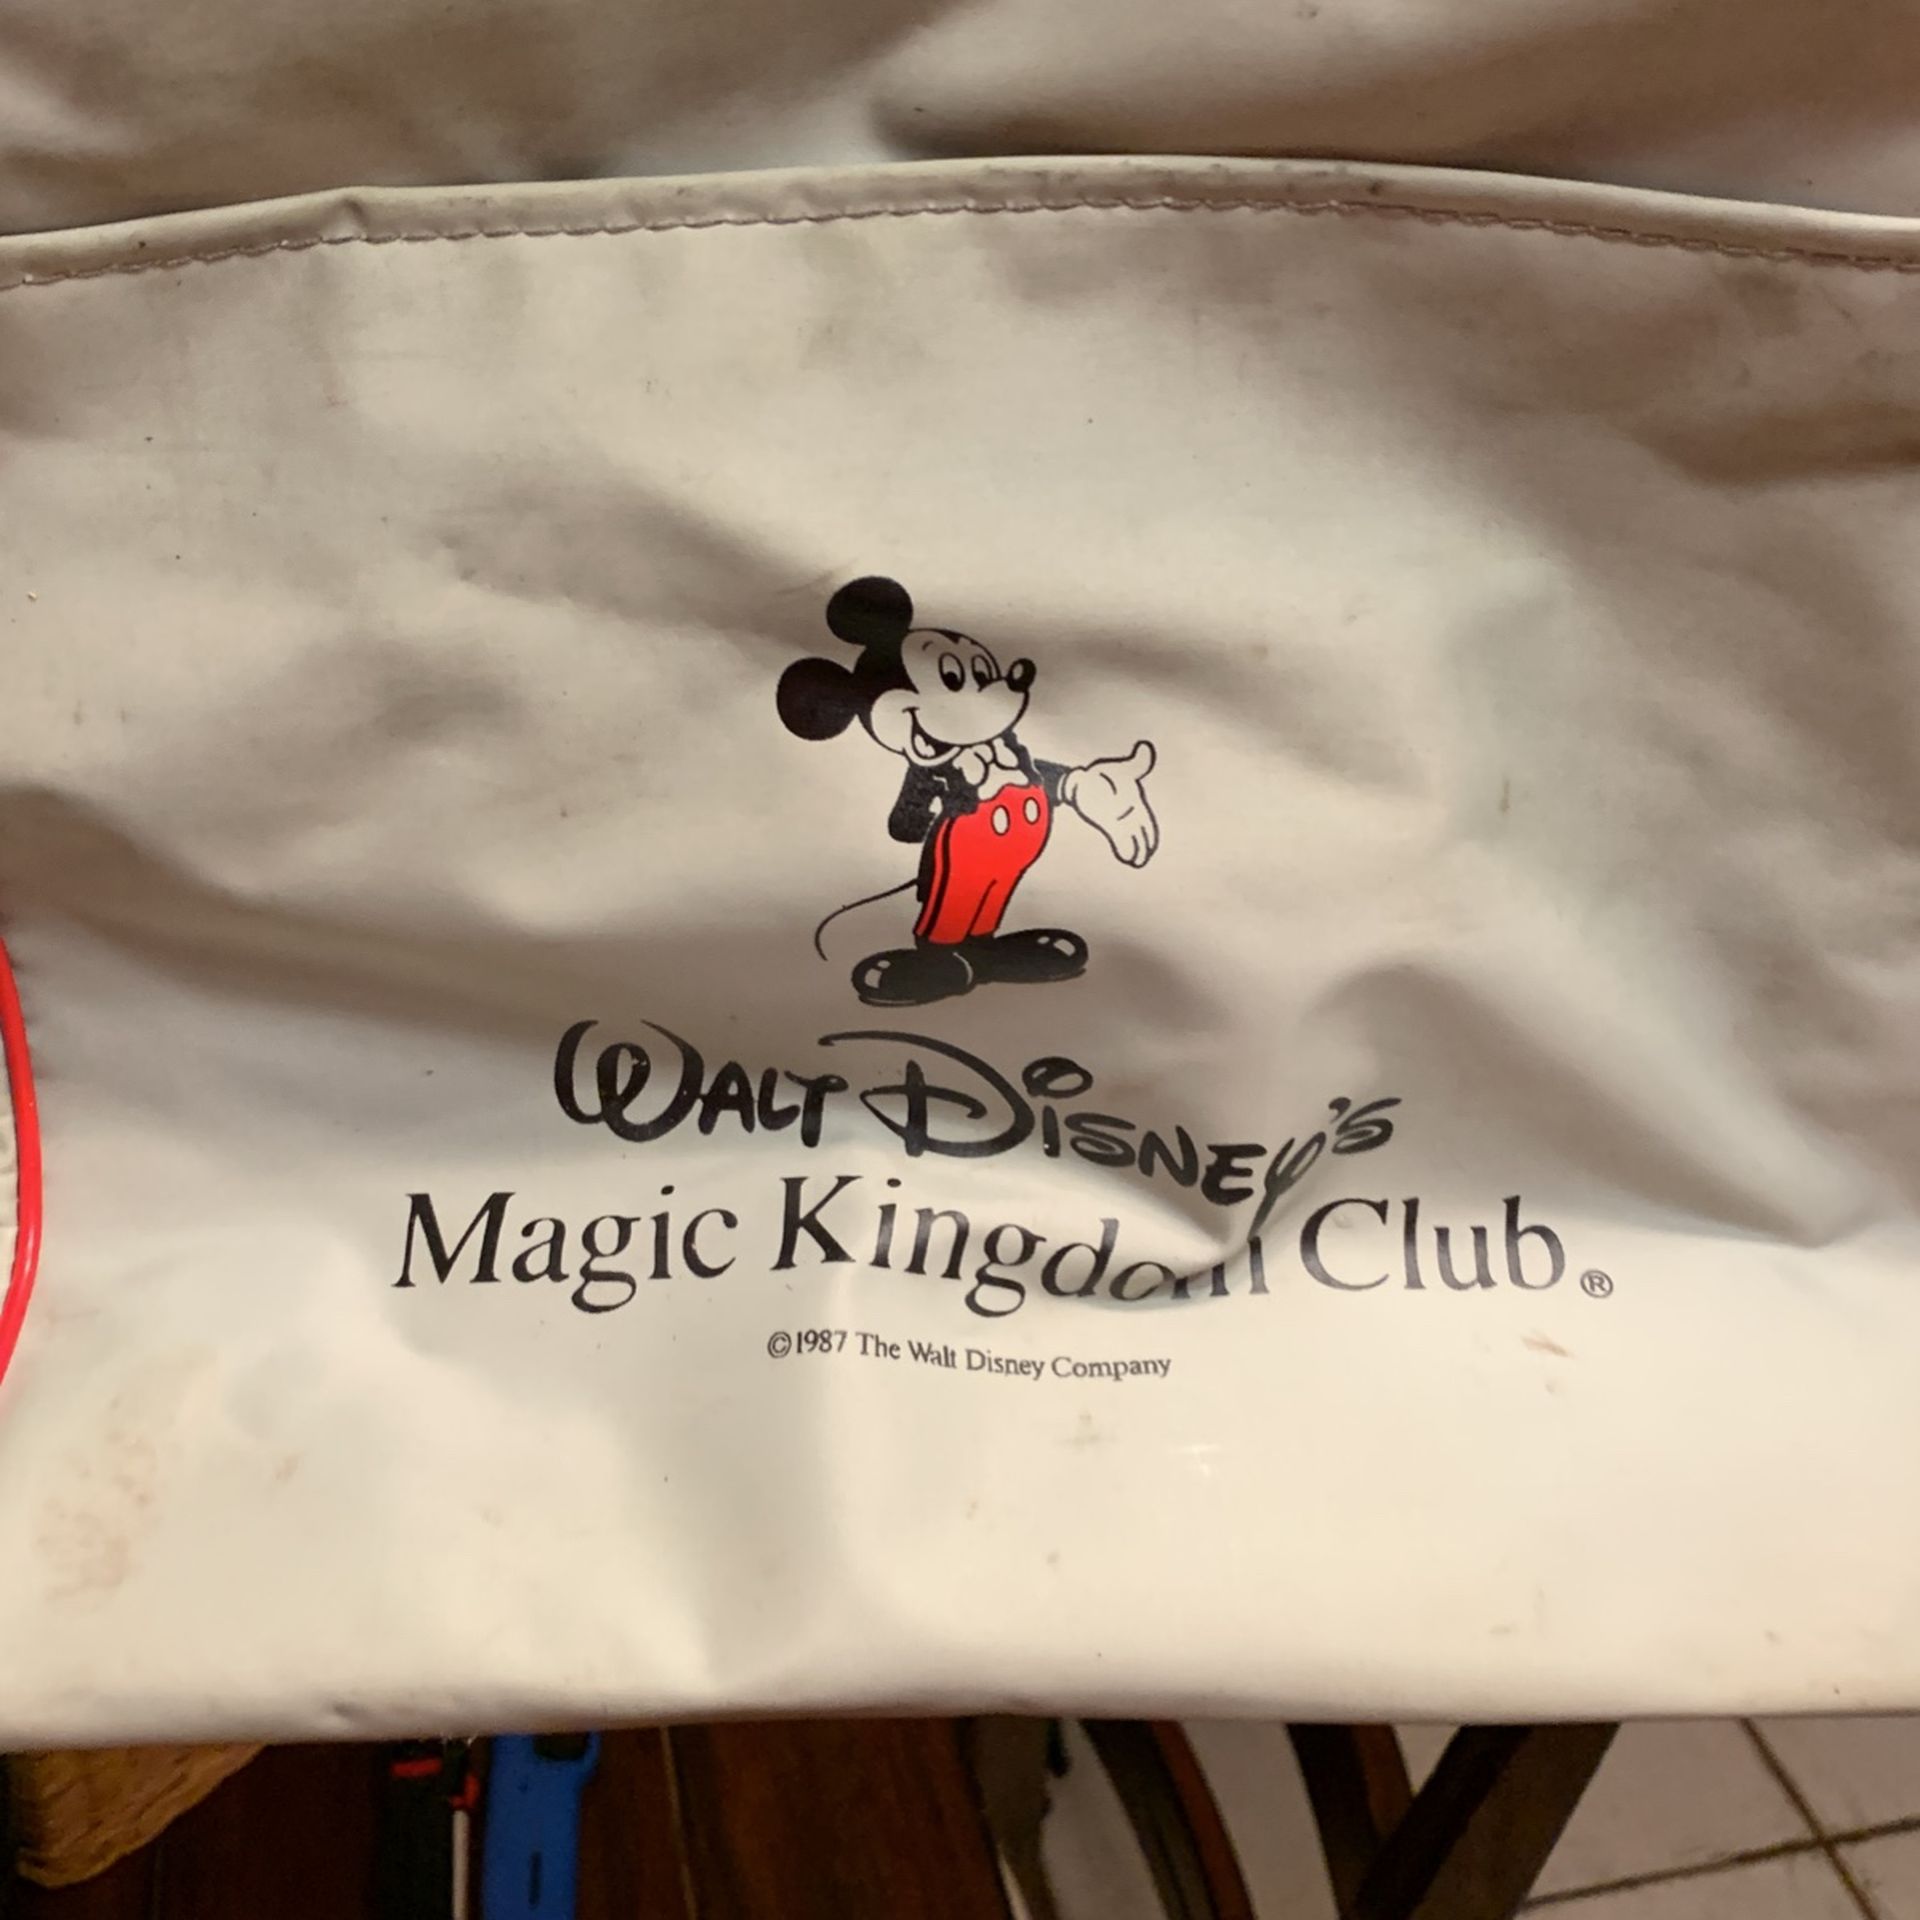 WALT DISNEY'S
Magic Kingdom Club®
©1987 The Walt Disney Company